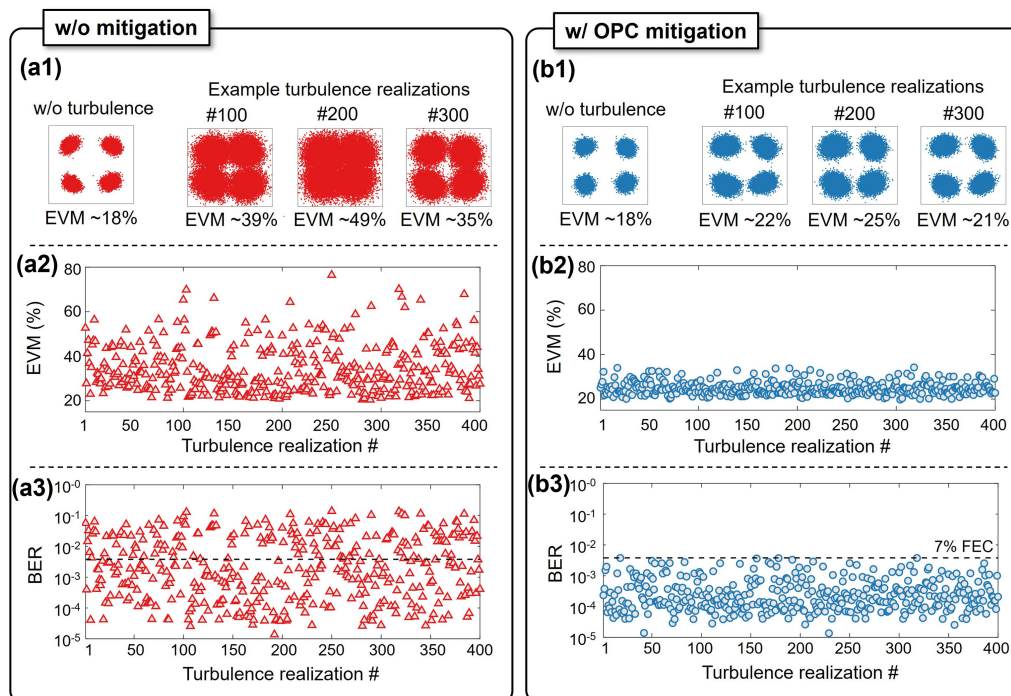 w/o mitigation
(a1)
Example turbulence realizations
w/o turbulence
#100 #200 #300
EVM ~18% EVM ~39% EVM ~49% EVM ~35%
(a2)
EVM (%)
80
60
40
20
1 50 100 150 200 250 300 350 400
Turbulence realization #
(a3)
BER
10^-0
10^-1
10^-2
10^-3
10^-4
10^-5
1 50 100 150 200 250 300 350 400
Turbulence realization #
w/ OPC mitigation
(b1)
Example turbulence realizations
w/o turbulence
#100 #200 #300
EVM ~18% EVM ~22% EVM ~25% EVM ~21%
(b2)
EVM (%)
80
60
40
20
1 50 100 150 200 250 300 350 400
Turbulence realization #
(b3)
BER
10^-0
10^-1
10^-2
7% FEC
10^-3
10^-4
10^-5
1 50 100 150 200 250 300 350 400
Turbulence realization #